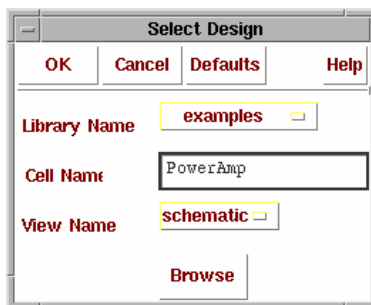 Select Design
OK Cancel Defaults Help
Library Name examples
Cell Name PowerAmp
View Name schematic
Browse